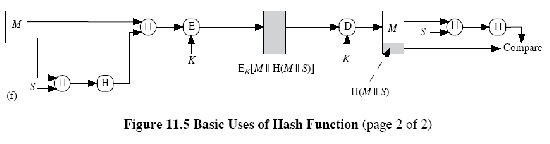 M
||
E
D
M
S
||
H
K
Compare
E_K[M || H(M || S)]
K
S
||
H
H(M || S)
(f)
Figure 11.5 Basic Uses of Hash Function (page 2 of 2)